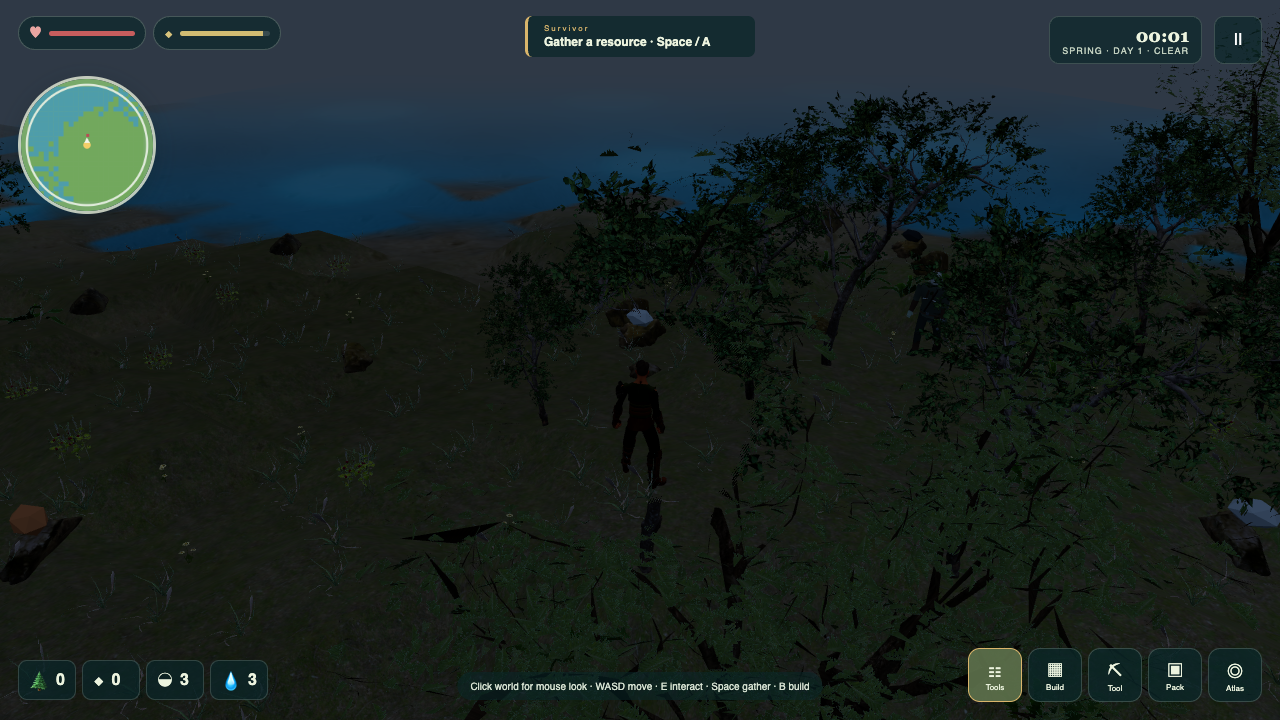 Survivor
Gather a resource · Space / A
00:01
SPRING · DAY 1 · CLEAR
0
0
3
3
Click world for mouse look · WASD move · E interact · Space gather · B build
Tools
Build
Tool
Pack
Atlas